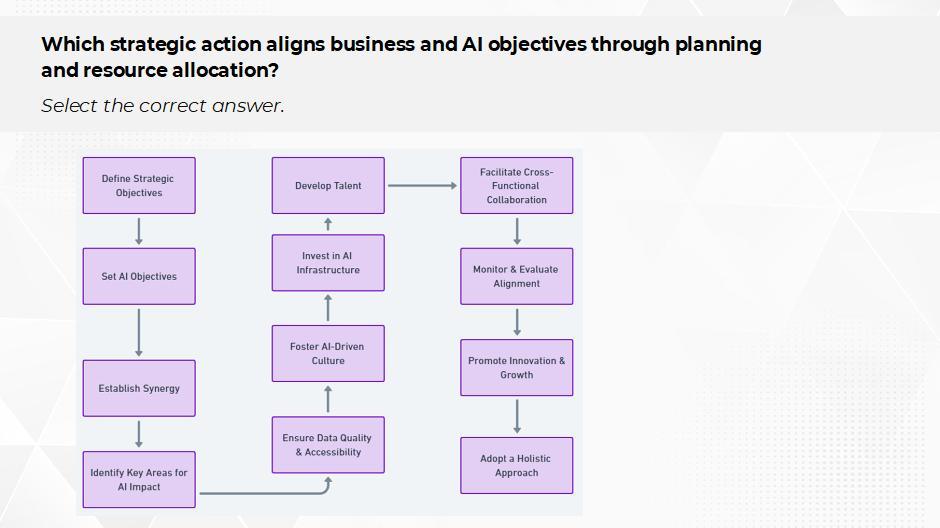 Which strategic action aligns business and AI objectives through planning
and resource allocation?
Select the correct answer.
Define Strategic
Objectives
Set AI Objectives
Establish Synergy
Identify Key Areas for
AI Impact
Ensure Data Quality
& Accessibility
Foster AI-Driven
Culture
Invest in AI
Infrastructure
Develop Talent
Facilitate Cross-
Functional
Collaboration
Monitor & Evaluate
Alignment
Promote Innovation &
Growth
Adopt a Holistic
Approach